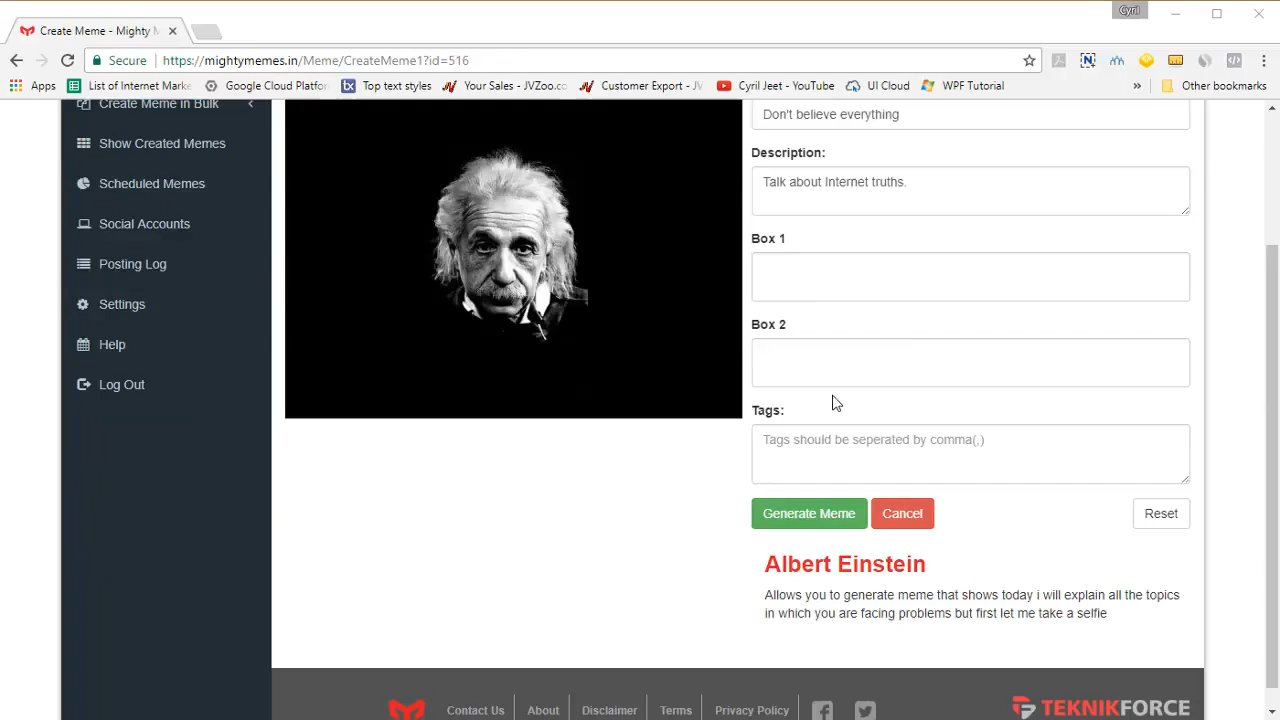 Cyril
Create Meme - Mighty M
Secure
https://mightymemes.in/Meme/CreateMeme1?id=516
Apps
List of Internet Marke
Google Cloud Platfor
tx
Top text styles
Your Sales - JVZoo.co
Customer Export - JV
Cyril Jeet - YouTube
UI Cloud
WPF Tutorial
»
Other bookmarks
Create Meme in Bulk
Show Created Memes
Scheduled Memes
Social Accounts
Posting Log
Settings
Help
Log Out
Don't believe everything
Description:
Talk about Internet truths.
Box 1
Box 2
Tags:
Tags should be seperated by comma(,)
Generate Meme
Cancel
Reset
Albert Einstein
Allows you to generate meme that shows today i will explain all the topics
in which you are facing problems but first let me take a selfie
Contact Us
About
Disclaimer
Terms
Privacy Policy
TEKNIKFORCE